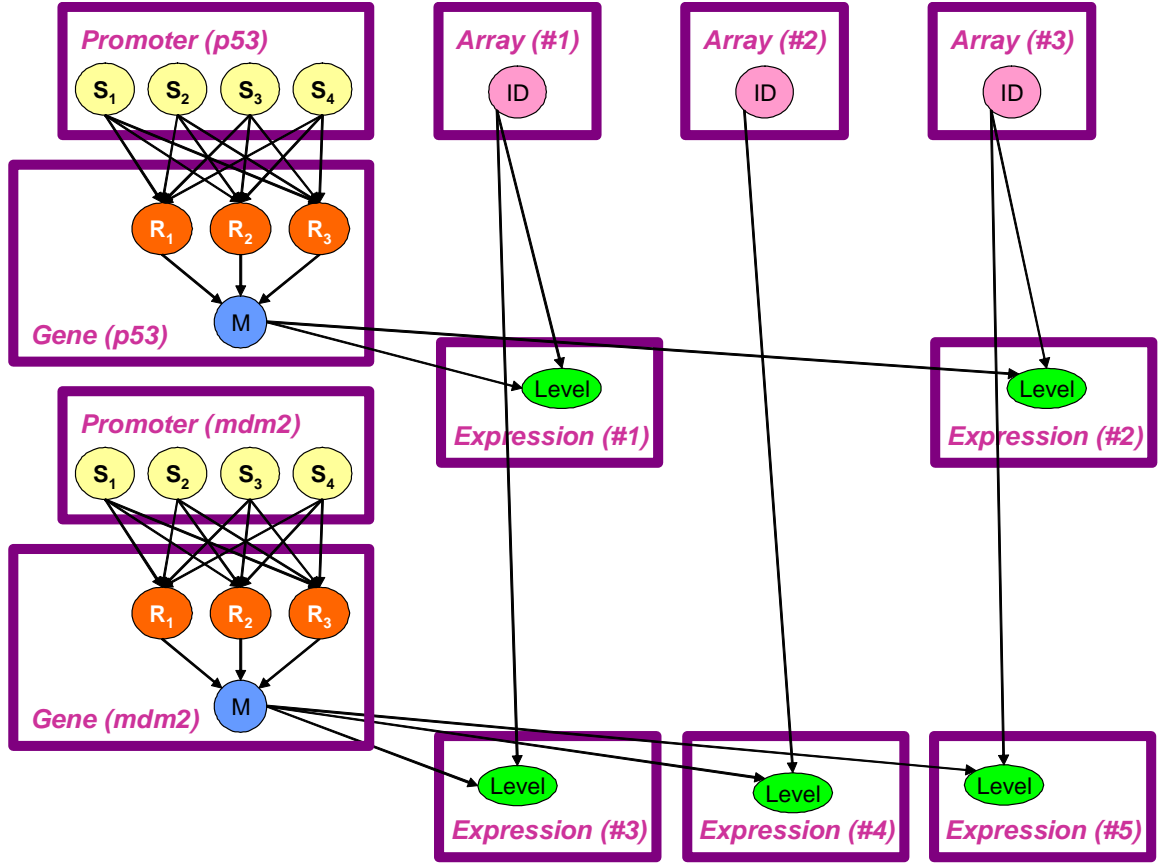 Promoter (p53)
S1 S2 S3 S4
R1 R2 R3
M
Gene (p53)
Array (#1)
ID
Array (#2)
ID
Array (#3)
ID
Level
Expression (#1)
Level
Expression (#2)
Promoter (mdm2)
S1 S2 S3 S4
R1 R2 R3
M
Gene (mdm2)
Level
Expression (#3)
Level
Expression (#4)
Level
Expression (#5)